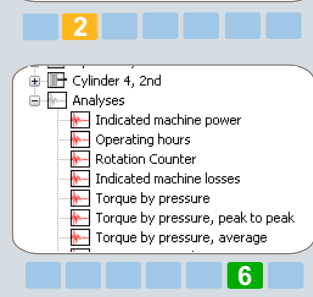 2
Cylinder 4, 2nd
Analyses
Indicated machine power
Operating hours
Rotation Counter
Indicated machine losses
Torque by pressure
Torque by pressure, peak to peak
Torque by pressure, average
6